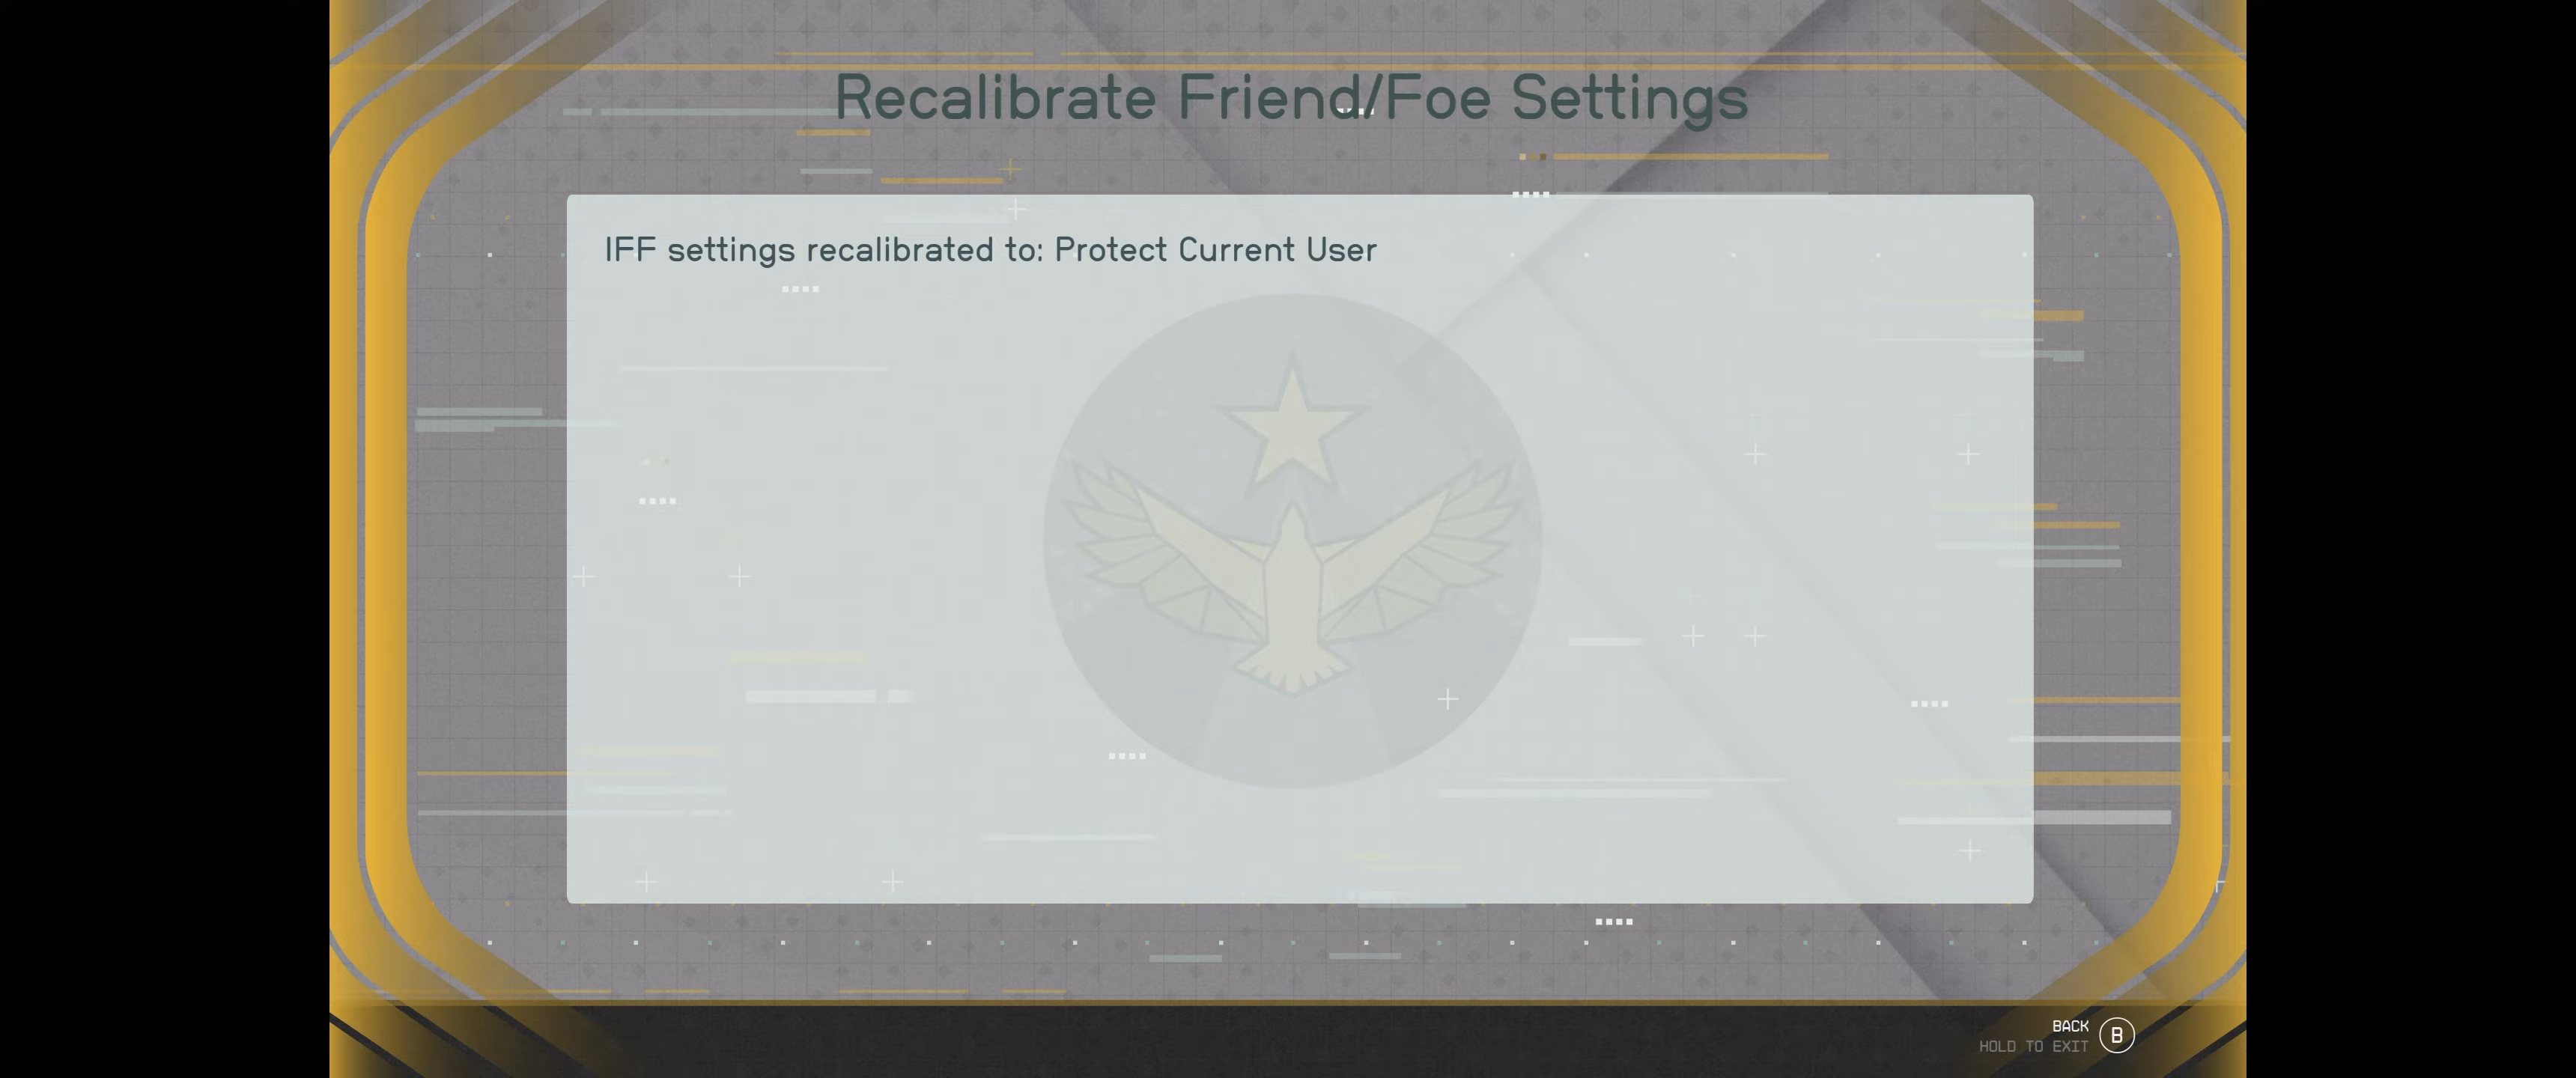 Recalibrate Friend/Foe Settings
IFF settings recalibrated to: Protect Current User
BACK
HOLD TO EXIT
B